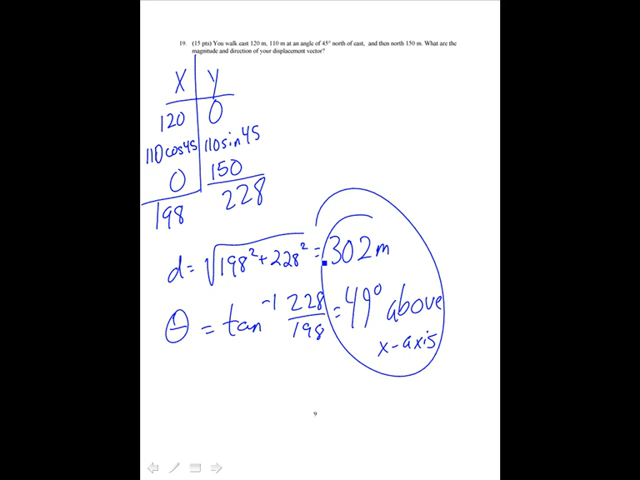 19. (15 pts) You walk east 120 m, 110 m at an angle of 45° north of east, and then north 150 m. What are the
magnitude and direction of your displacement vector?
X Y
120 0
110cos45 110sin45
0 150
198 228
d = √198² + 228² = 302m
θ = tan⁻¹ 228/198 = 49° above
x-axis
9